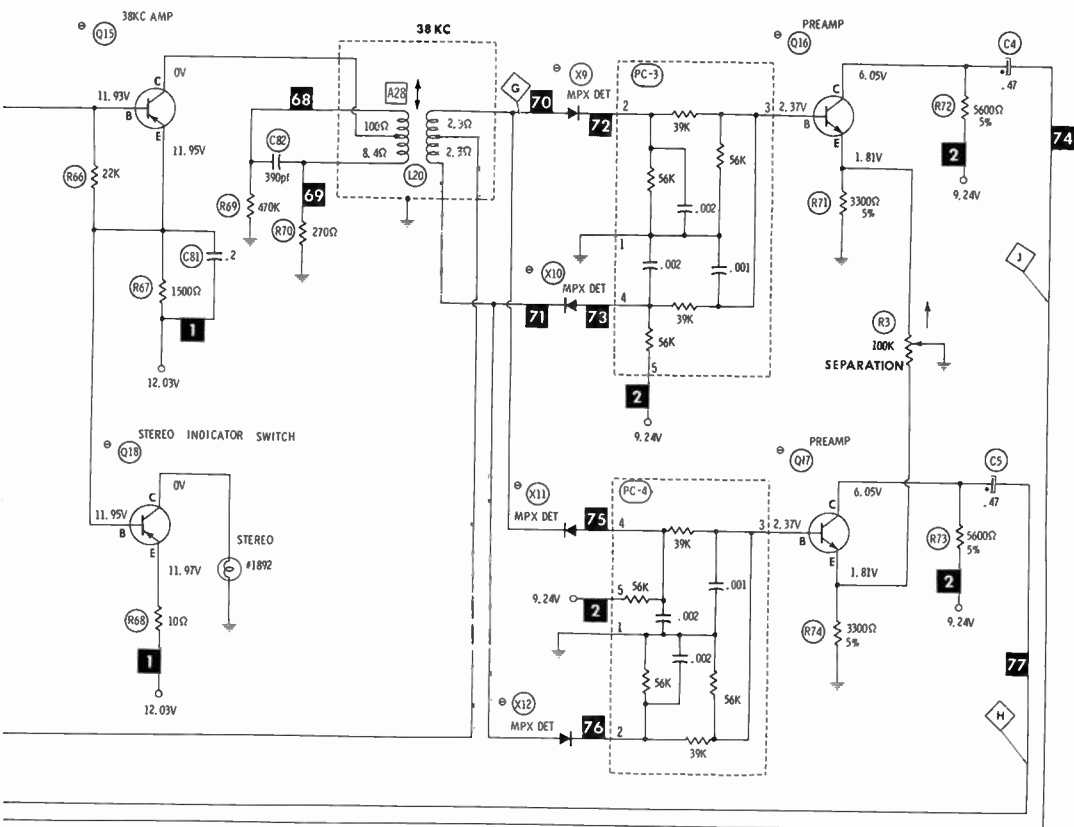 38KC AMP
Q15
C
0V
11.93V
B
E
11.95V
R66
22K
C81
.2
R67
1500Ω
1
12.03V
38 KC
A28
68
100Ω
2.3Ω
8.4Ω
2.3Ω
C82
390pf
L20
69
R69
470K
R70
270Ω
G
70
X9
MPX DET
72
PC-3
2
39K
3
2.37V
56K
56K
.002
1
.002
.001
X10
MPX DET
71
73
4
39K
56K
5
2
9.24V
PREAMP
Q16
C
6.05V
B
E
1.81V
R71
3300Ω
5%
C4
.47
R72
5600Ω
5%
2
9.24V
74
J
R3
100K
SEPARATION
STEREO INDICATOR SWITCH
Q18
C
0V
11.95V
B
E
11.97V
STEREO
#1892
R68
10Ω
1
12.03V
X11
MPX DET
75
PC-4
4
39K
3
2.37V
.001
9.24V
2
5
56K
.002
1
.002
56K
56K
X12
MPX DET
76
2
39K
PREAMP
Q17
C
6.05V
B
E
1.81V
R74
3300Ω
5%
C5
.47
R73
5600Ω
5%
2
9.24V
77
H